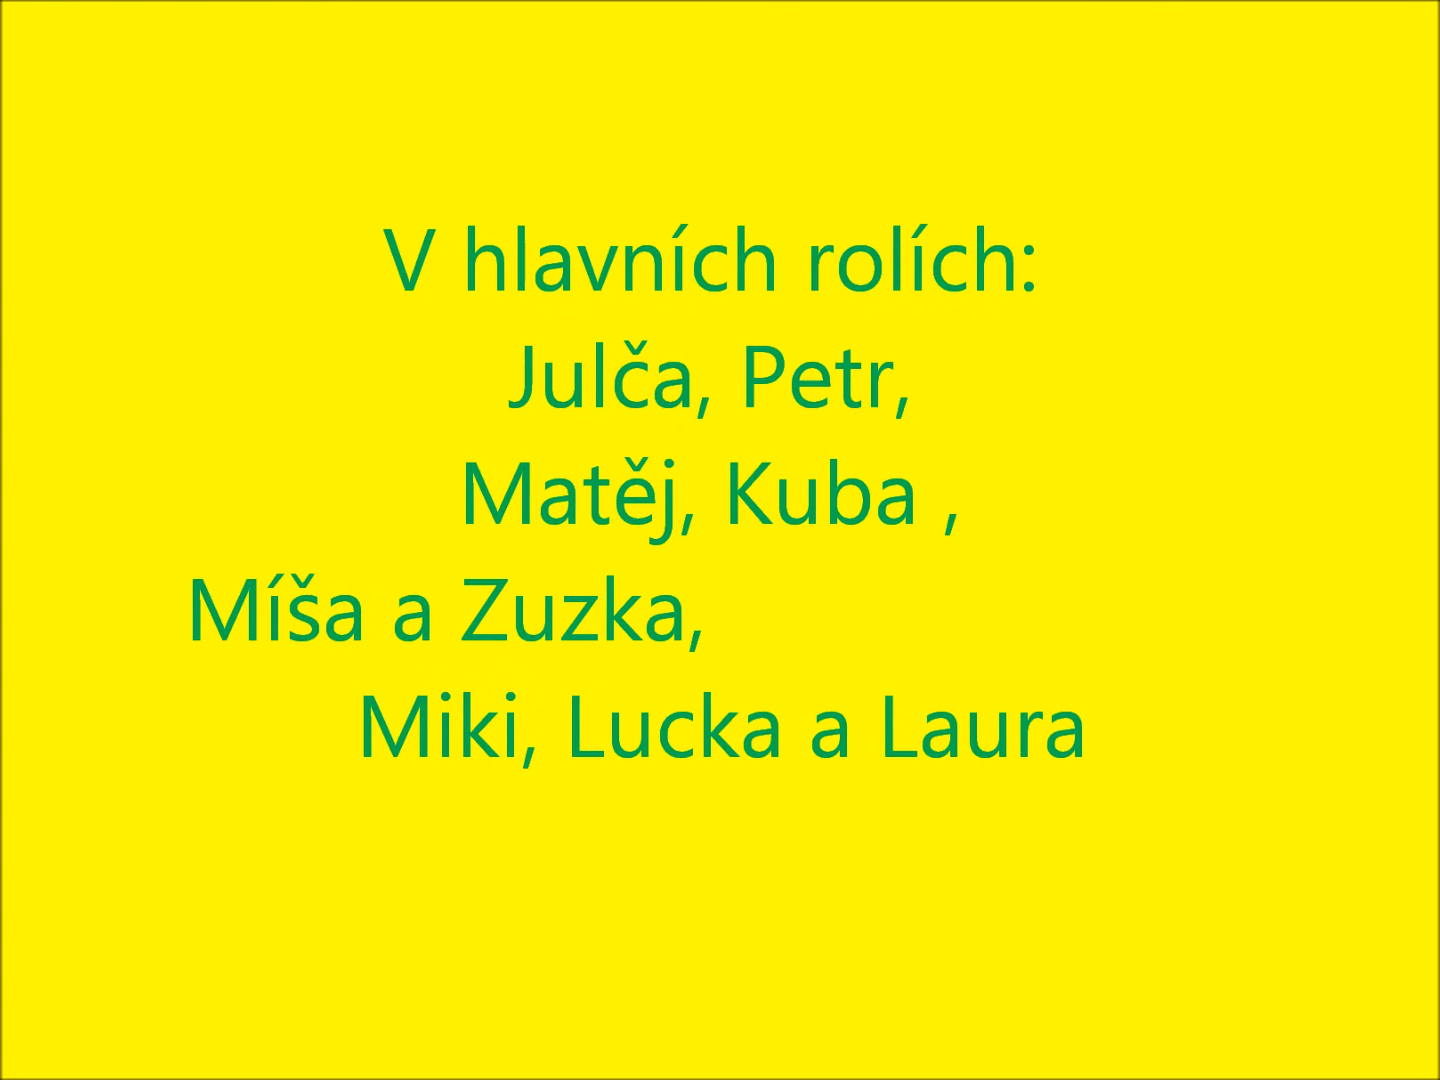 V hlavních rolích:
Julča, Petr,
Matěj, Kuba ,
Míša a Zuzka,
Miki, Lucka a Laura